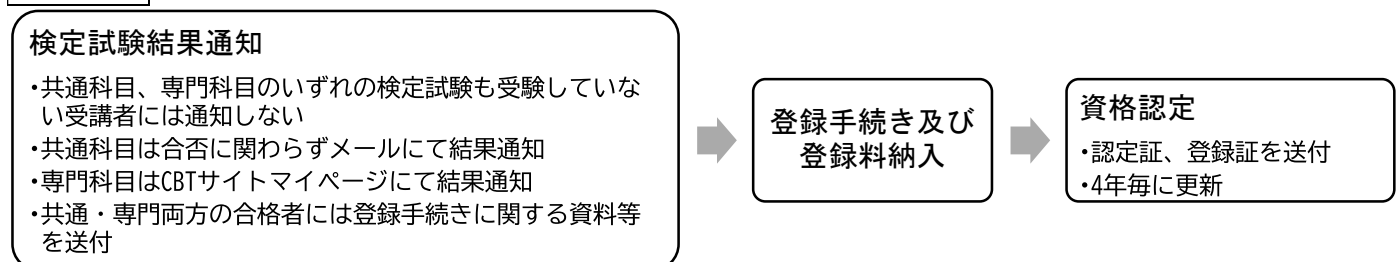 検定試験結果通知
・共通科目、専門科目のいずれの検定試験も受験していな
い受講者には通知しない
・共通科目は合否に関わらずメールにて結果通知
・専門科目はCBTサイトマイページにて結果通知
・共通・専門両方の合格者には登録手続きに関する資料等
を送付
登録手続き及び
登録料納入
資格認定
・認定証、登録証を送付
・4年毎に更新